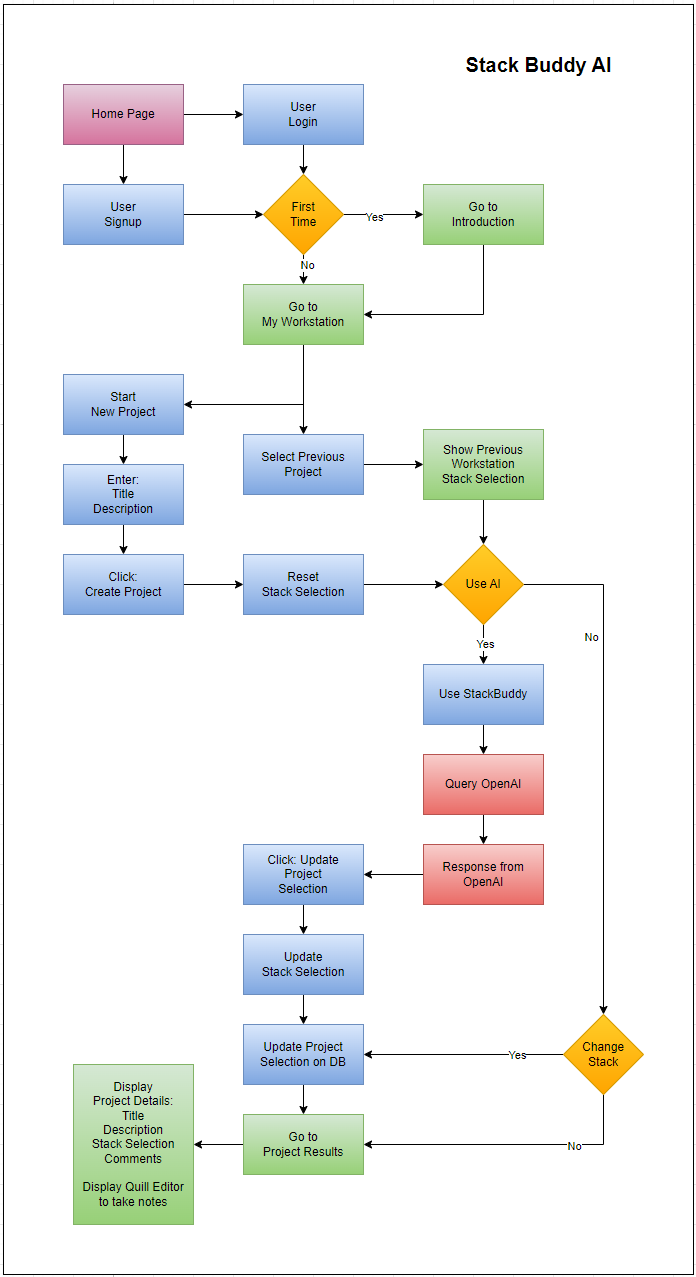 Stack Buddy AI
Home Page
User
Login
User
Signup
First
Time
Yes
Go to
Introduction
No
Go to
My Workstation
Start
New Project
Select Previous
Project
Show Previous
Workstation
Stack Selection
Enter:
Title
Description
Click:
Create Project
Reset
Stack Selection
Use AI
No
Yes
Use StackBuddy
Query OpenAI
Response from
OpenAI
Click: Update
Project
Selection
Update
Stack Selection
Update Project
Selection on DB
Yes
Change
Stack
No
Go to
Project Results
Display
Project Details:
Title
Description
Stack Selection
Comments
Display Quill Editor
to take notes